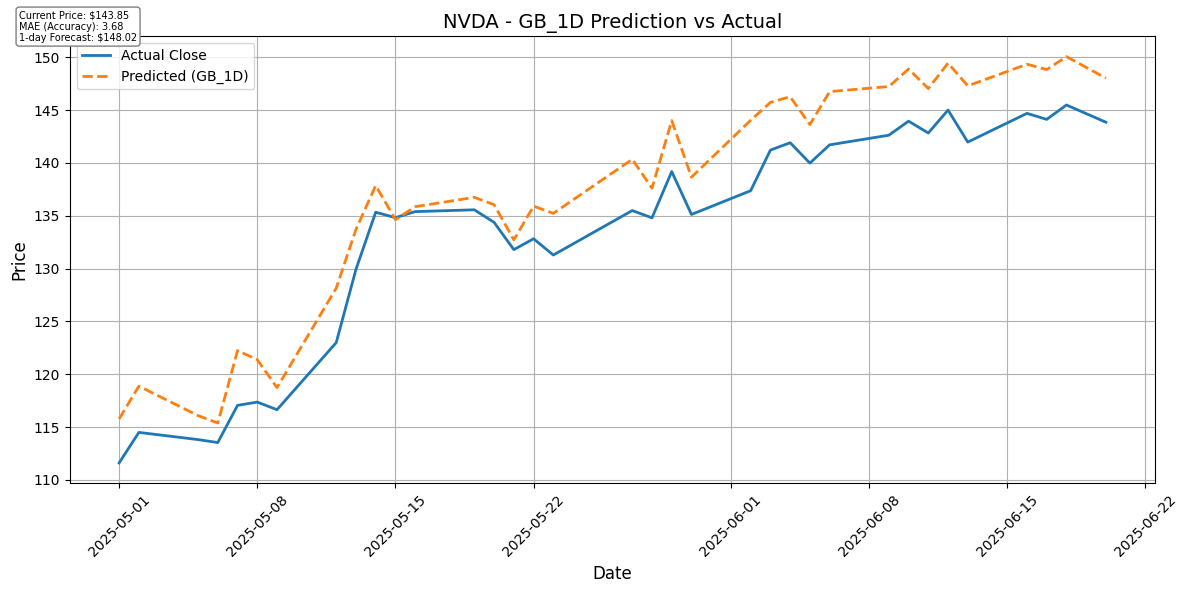 NVDA - GB_1D Prediction vs Actual
Current Price: $143.85
MAE (Accuracy): 3.68
1-day Forecast: $148.02
Actual Close
Predicted (GB_1D)
Price
150
145
140
135
130
125
120
115
110
2025-05-01
2025-05-08
2025-05-15
2025-05-22
2025-06-01
2025-06-08
2025-06-15
2025-06-22
Date